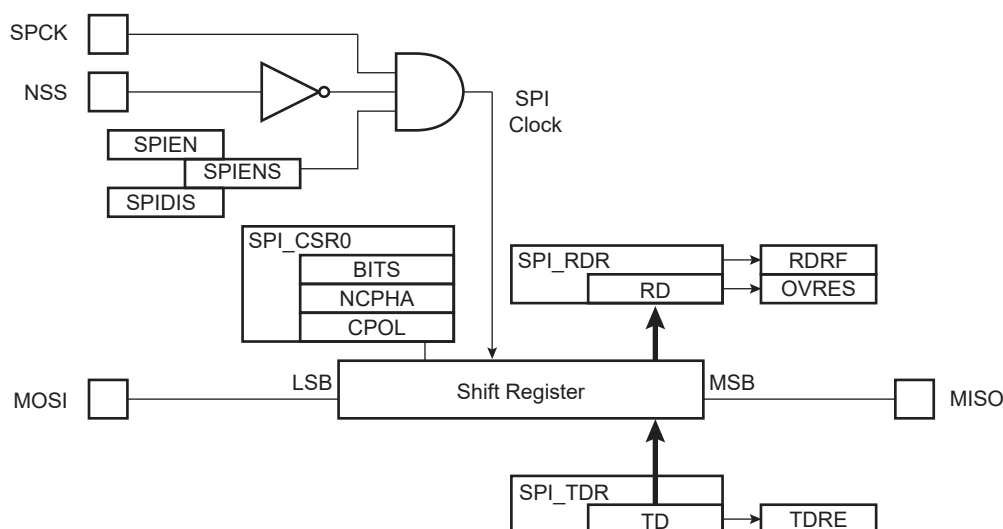 SPCK
NSS
SPI
Clock
SPIEN
SPIENS
SPIDIS
SPI_CSR0
BITS
NCPHA
CPOL
SPI_RDR
RD
RDRF
OVRES
MOSI
LSB
Shift Register
MSB
MISO
SPI_TDR
TD
TDRE